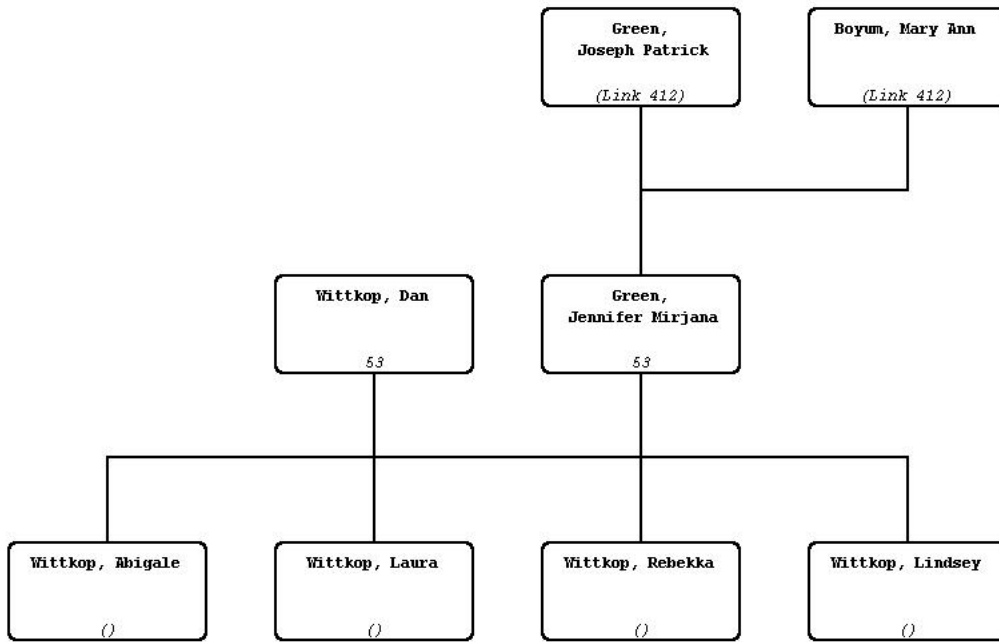 Green,
Joseph Patrick
(Link 412)
Boyum, Mary Ann
(Link 412)
Wittkop, Dan
53
Green,
Jennifer Mirjana
53
Wittkop, Abigale
()
Wittkop, Laura
()
Wittkop, Rebekka
()
Wittkop, Lindsey
()